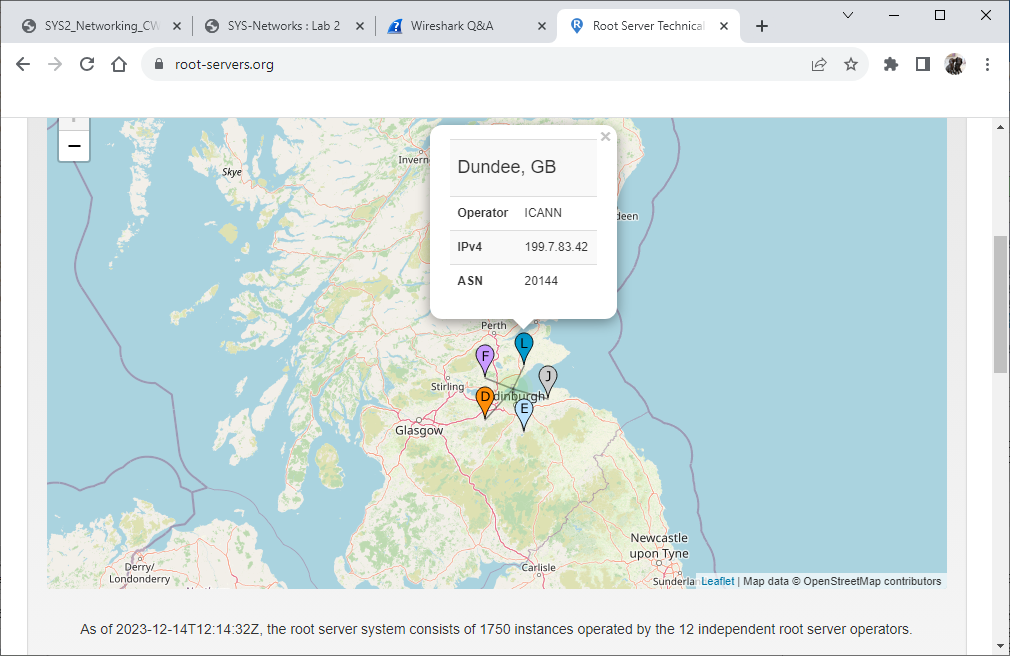 SYS2_Networking_CW
SYS-Networks : Lab 2
Wireshark Q&A
Root Server Technical
root-servers.org
Skye
Invern
Dundee, GB
Operator ICANN
IPv4 199.7.83.42
ASN 20144
deen
Perth
L
F
J
Stirling
D
dinburgh
E
Glasgow
Newcastle
upon Tyne
Derry/
Londonderry
Carlisle
Sunderlan
Leaflet | Map data © OpenStreetMap contributors
As of 2023-12-14T12:14:32Z, the root server system consists of 1750 instances operated by the 12 independent root server operators.